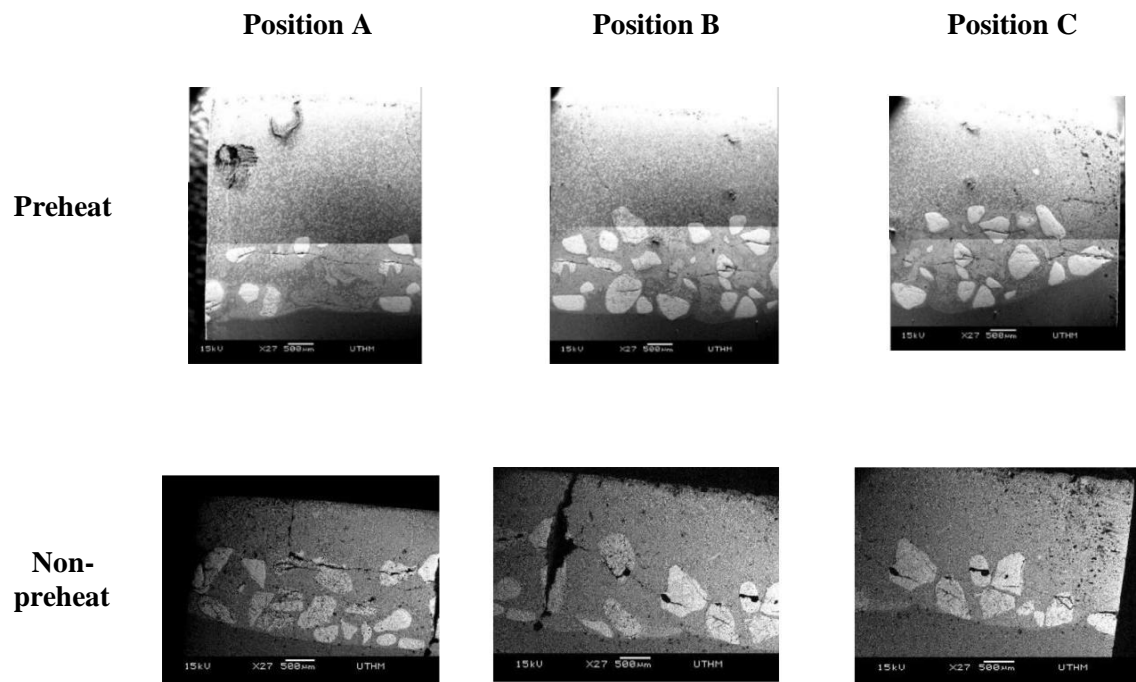 Position A
Position B
Position C
Preheat
15kV X27 500µm UTHM
15kV X27 500µm UTHM
15kV X27 500µm UTHM
Non-
preheat
15kV X27 500µm UTHM
15kV X27 500µm UTHM
15kV X27 500µm UTHM